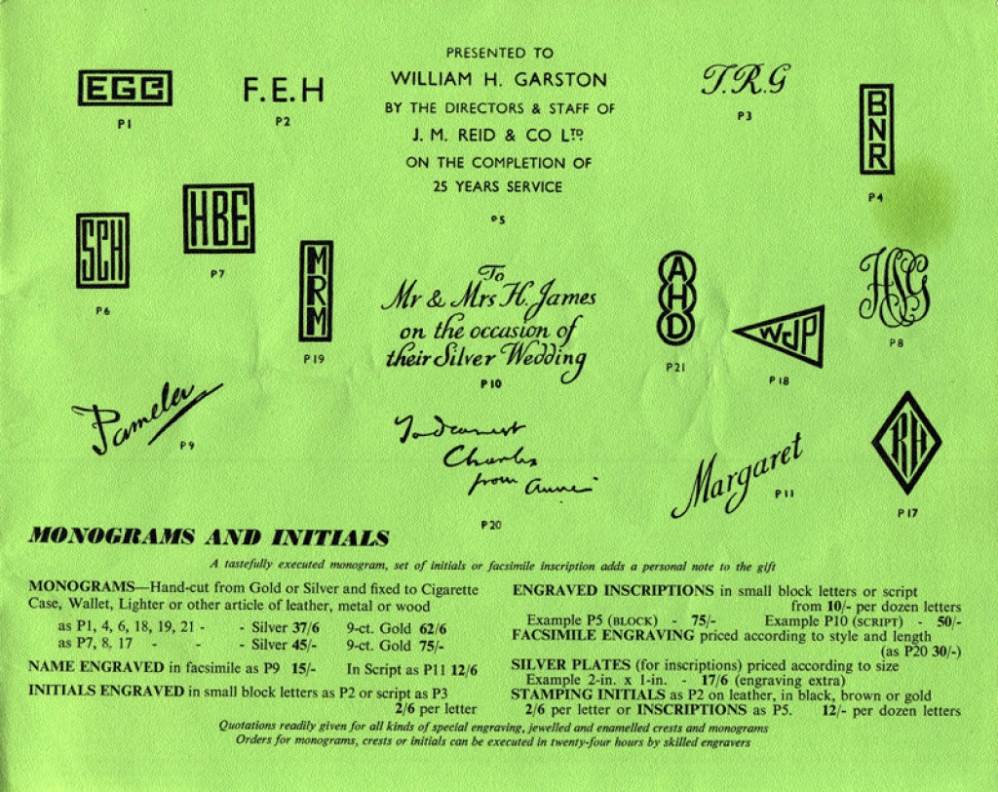 PRESENTED TO
WILLIAM H. GARSTON
BY THE DIRECTORS & STAFF OF
J. M. REID & CO LTD
ON THE COMPLETION OF
25 YEARS SERVICE
P5
EGB
P1
F.E.H
P2
T.R.G
P3
BNR
P4
SCH
P6
HBE
P7
MRM
P19
To
Mr & Mrs H. James
on the occasion of
their Silver Wedding
P10
AHD
P21
WJP
P18
HSG
P8
Pamela
P9
To dearest
Charles
from Anne
P20
Margaret
P11
RH
P17
MONOGRAMS AND INITIALS
A tastefully executed monogram, set of initials or facsimile inscription adds a personal note to the gift
MONOGRAMS—Hand-cut from Gold or Silver and fixed to Cigarette
Case, Wallet, Lighter or other article of leather, metal or wood
as P1, 4, 6, 18, 19, 21 - - Silver 37/6 9-ct. Gold 62/6
as P7, 8, 17 - - - Silver 45/- 9-ct. Gold 75/-
NAME ENGRAVED in facsimile as P9 15/- In Script as P11 12/6
INITIALS ENGRAVED in small block letters as P2 or script as P3
2/6 per letter
ENGRAVED INSCRIPTIONS in small block letters or script
from 10/- per dozen letters
Example P5 (BLOCK) - 75/- Example P10 (SCRIPT) - 50/-
FACSIMILE ENGRAVING priced according to style and length
(as P20 30/-)
SILVER PLATES (for inscriptions) priced according to size
Example 2-in. x 1-in. - 17/6 (engraving extra)
STAMPING INITIALS as P2 on leather, in black, brown or gold
2/6 per letter or INSCRIPTIONS as P5. 12/- per dozen letters
Quotations readily given for all kinds of special engraving, jewelled and enamelled crests and monograms
Orders for monograms, crests or initials can be executed in twenty-four hours by skilled engravers